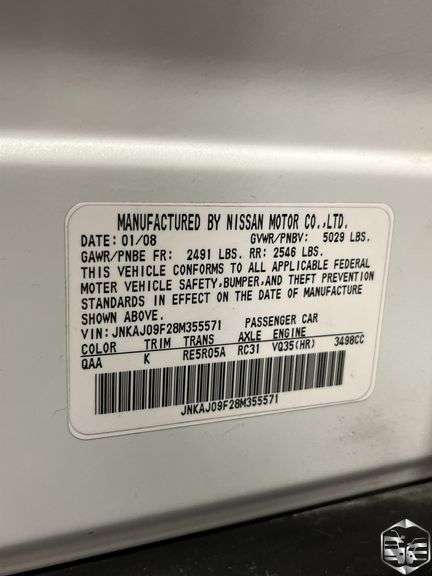 MANUFACTURED BY NISSAN MOTOR CO.,LTD.
DATE: 01/08 GVWR/PNBV: 5029 LBS.
GAWR/PNBE FR: 2491 LBS. RR: 2546 LBS.
THIS VEHICLE CONFORMS TO ALL APPLICABLE FEDERAL
MOTER VEHICLE SAFETY,BUMPER,AND THEFT PREVENTION
STANDARDS IN EFFECT ON THE DATE OF MANUFACTURE
SHOWN ABOVE.
VIN: JNKAJ09F28M355571 PASSENGER CAR
COLOR TRIM TRANS AXLE ENGINE
QAA K RE5R05A RC31 VQ35(HR) 3498CC
JNKAJ09F28M355571